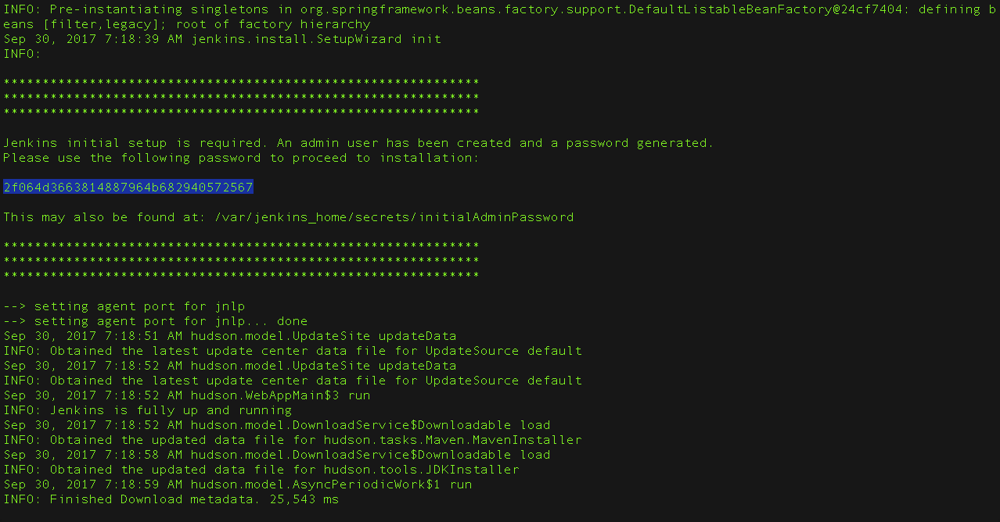 INFO: Pre-instantiating singletons in org.springframework.beans.factory.support.DefaultListableBeanFactory@24cf7404: defining b
eans [filter,legacy]; root of factory hierarchy
Sep 30, 2017 7:18:39 AM jenkins.install.SetupWizard init
INFO:
*************************************************************
*************************************************************
*************************************************************
Jenkins initial setup is required. An admin user has been created and a password generated.
Please use the following password to proceed to installation:
2f064d3663814887964b682940572567
This may also be found at: /var/jenkins_home/secrets/initialAdminPassword
*************************************************************
*************************************************************
*************************************************************
--> setting agent port for jnlp
--> setting agent port for jnlp... done
Sep 30, 2017 7:18:51 AM hudson.model.UpdateSite updateData
INFO: Obtained the latest update center data file for UpdateSource default
Sep 30, 2017 7:18:52 AM hudson.model.UpdateSite updateData
INFO: Obtained the latest update center data file for UpdateSource default
Sep 30, 2017 7:18:52 AM hudson.WebAppMain$3 run
INFO: Jenkins is fully up and running
Sep 30, 2017 7:18:52 AM hudson.model.DownloadService$Downloadable load
INFO: Obtained the updated data file for hudson.tasks.Maven.MavenInstaller
Sep 30, 2017 7:18:58 AM hudson.model.DownloadService$Downloadable load
INFO: Obtained the updated data file for hudson.tools.JDKInstaller
Sep 30, 2017 7:18:59 AM hudson.model.AsyncPeriodicWork$1 run
INFO: Finished Download metadata. 25,543 ms